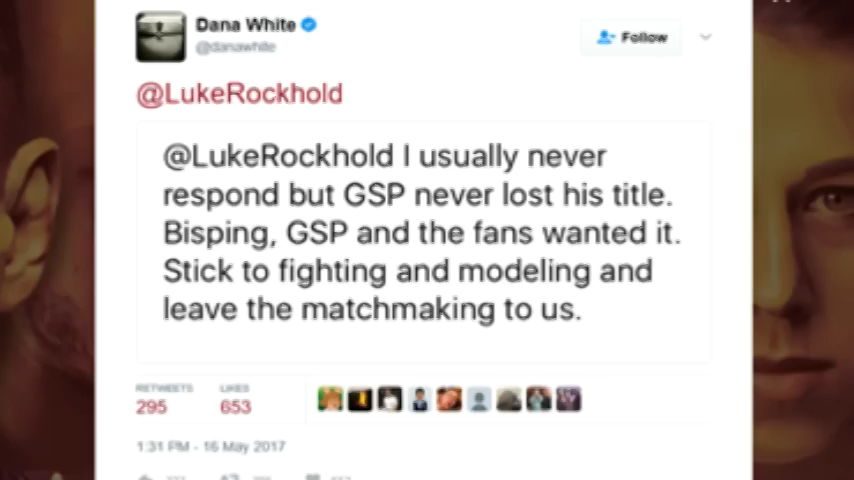 Dana White
@danawhite
Follow
@LukeRockhold
@LukeRockhold I usually never
respond but GSP never lost his title.
Bisping, GSP and the fans wanted it.
Stick to fighting and modeling and
leave the matchmaking to us.
RETWEETS LIKES
295 653
1:31 PM - 16 May 2017